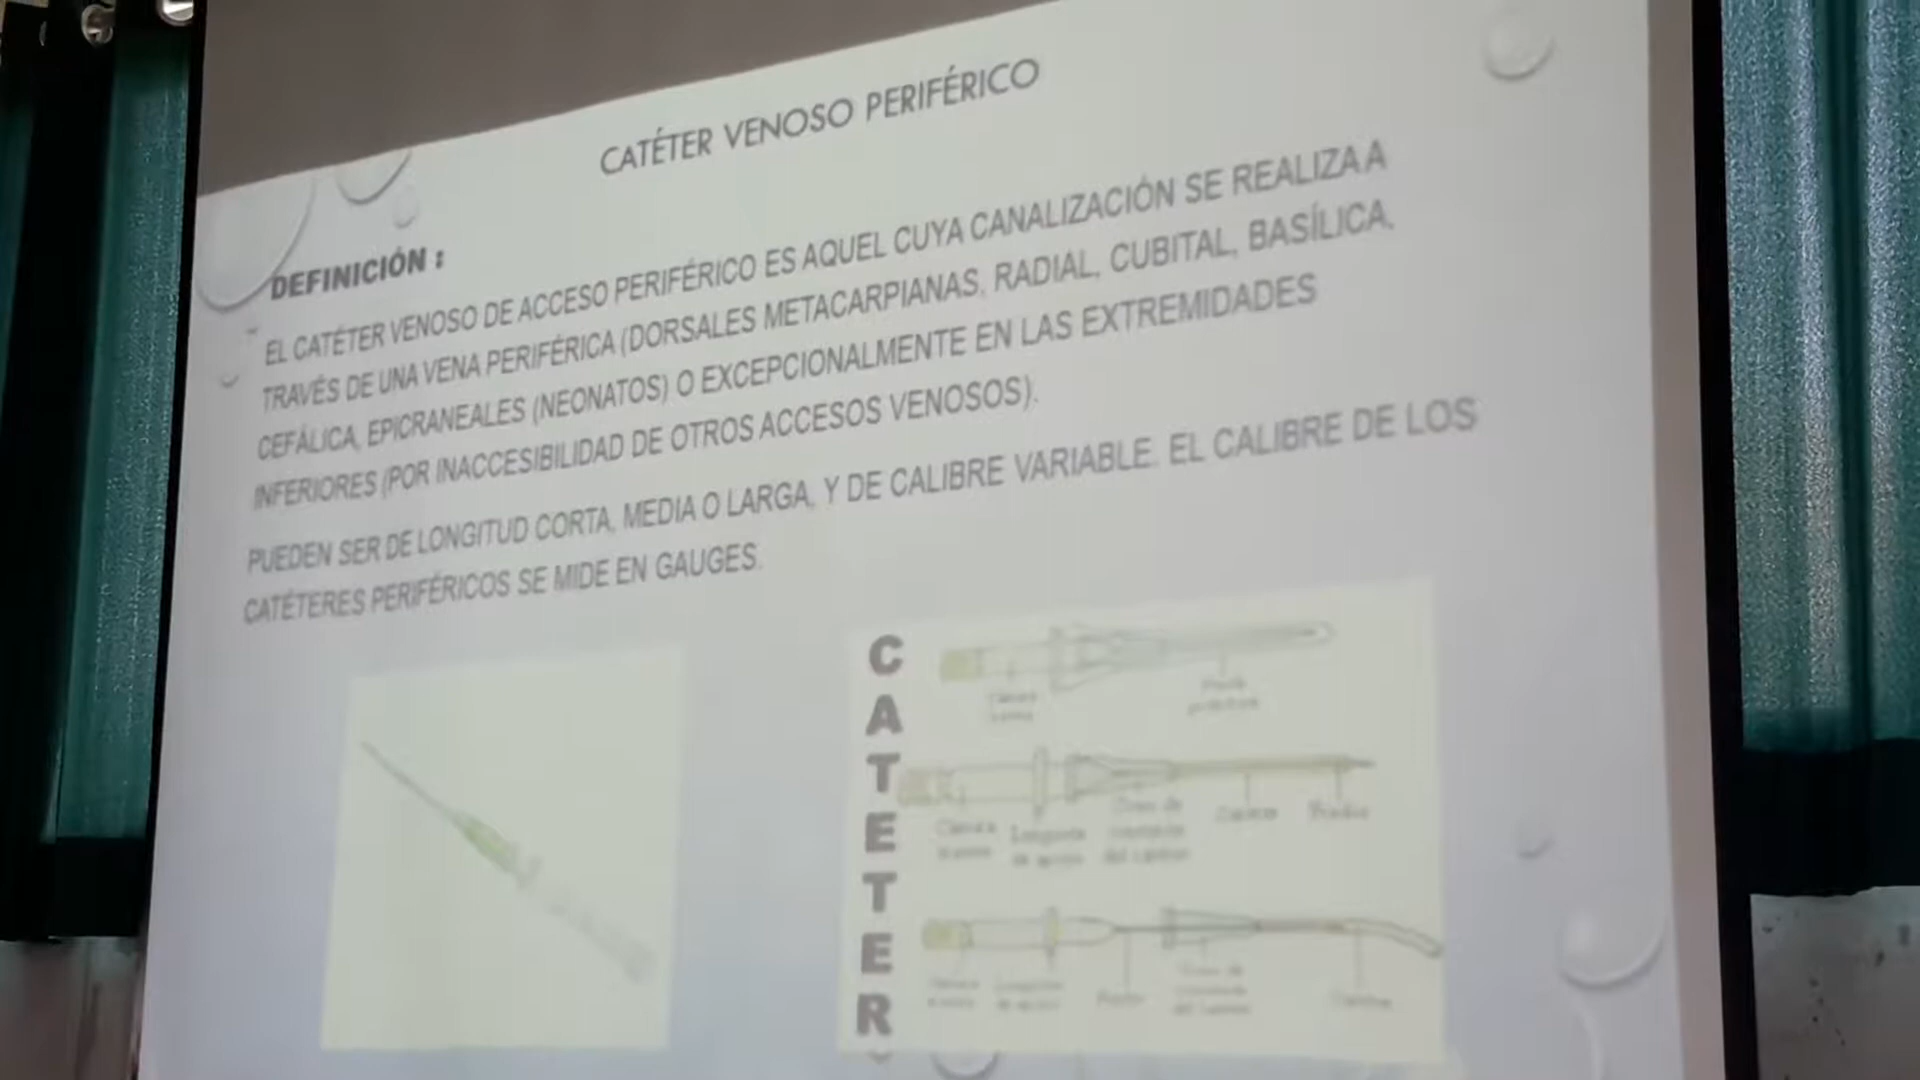 CATÉTER VENOSO PERIFÉRICO
DEFINICIÓN :
EL CATÉTER VENOSO DE ACCESO PERIFÉRICO ES AQUEL CUYA CANALIZACIÓN SE REALIZA A
TRAVÉS DE UNA VENA PERIFÉRICA (DORSALES METACARPIANAS, RADIAL, CUBITAL, BASÍLICA,
CEFÁLICA, EPICRANEALES (NEONATOS) O EXCEPCIONALMENTE EN LAS EXTREMIDADES
INFERIORES (POR INACCESIBILIDAD DE OTROS ACCESOS VENOSOS).
PUEDEN SER DE LONGITUD CORTA, MEDIA O LARGA, Y DE CALIBRE VARIABLE. EL CALIBRE DE LOS
CATÉTERES PERIFÉRICOS SE MIDE EN GAUGES.
CATETER